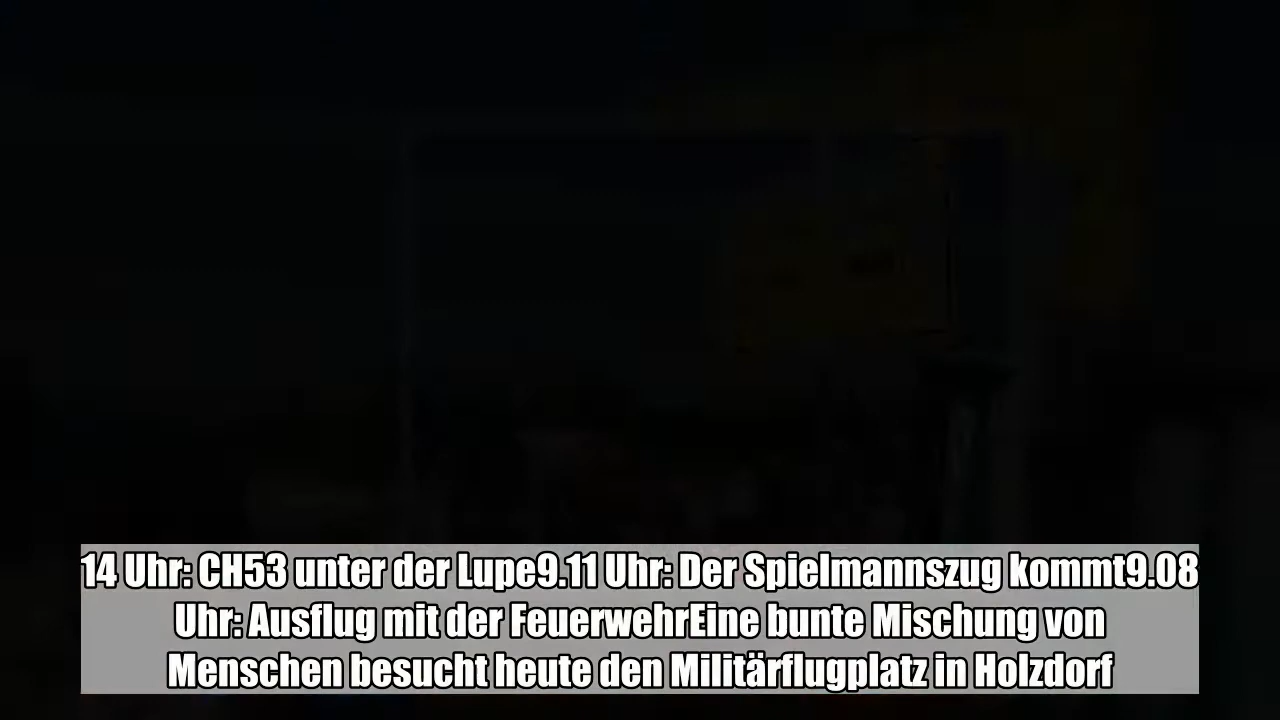 14 Uhr: CH53 unter der Lupe9.11 Uhr: Der Spielmannszug kommt9.08
Uhr: Ausflug mit der FeuerwehrEine bunte Mischung von
Menschen besucht heute den Militärflugplatz in Holzdorf